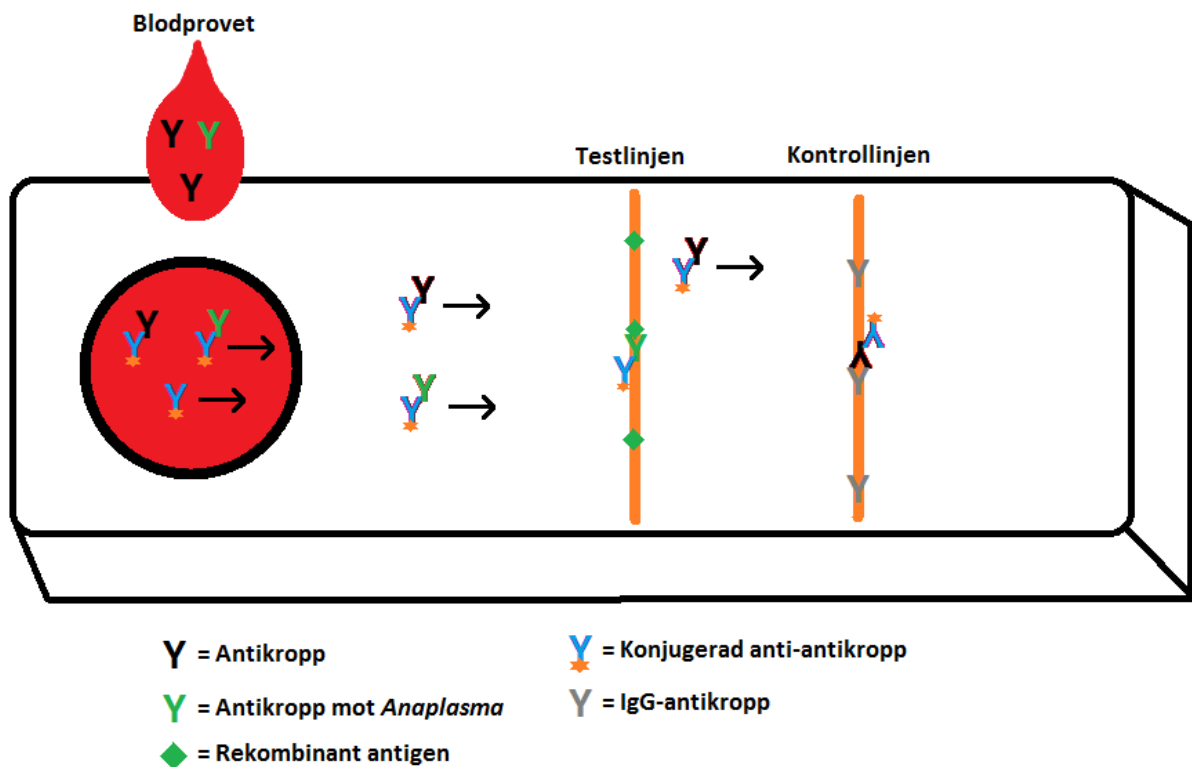 Blodprovet
Testlinjen
Kontrollinjen
= Antikropp
= Konjugerad anti-antikropp
= Antikropp mot Anaplasma
= IgG-antikropp
= Rekombinant antigen